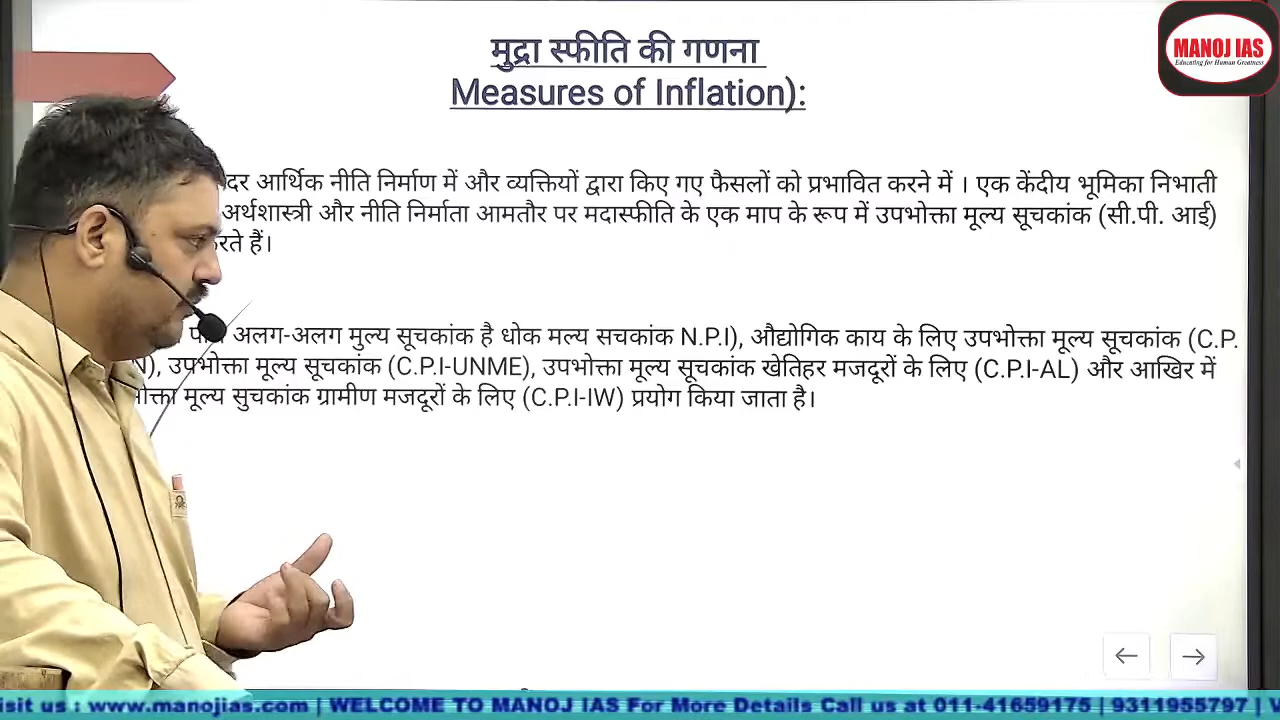 मुद्रा स्फीति की गणना
Measures of Inflation):
MANOJ IAS
Educating for Human Greatness
दर आर्थिक नीति निर्माण में और व्यक्तियों द्वारा किए गए फैसलों को प्रभावित करने में । एक केंदीय भूमिका निभाती
अर्थशास्त्री और नीति निर्माता आमतौर पर मदास्फीति के एक माप के रूप में उपभोक्ता मूल्य सूचकांक (सी.पी. आई)
हैं।
अलग-अलग मुल्य सूचकांक है धोक मल्य सचकांक N.P.I), औद्योगिक काय के लिए उपभोक्ता मूल्य सूचकांक (C.P.
उपभोक्ता मूल्य सूचकांक (C.P.I-UNME), उपभोक्ता मूल्य सूचकांक खेतिहर मजदूरों के लिए (C.P.I-AL) और आखिर में
मूल्य सुचकांक ग्रामीण मजदूरों के लिए (C.P.I-IW) प्रयोग किया जाता है।
isit us : www.manojias.com | WELCOME TO MANOJ IAS For More Details Call us at 011-41659175 | 9311955797 | V